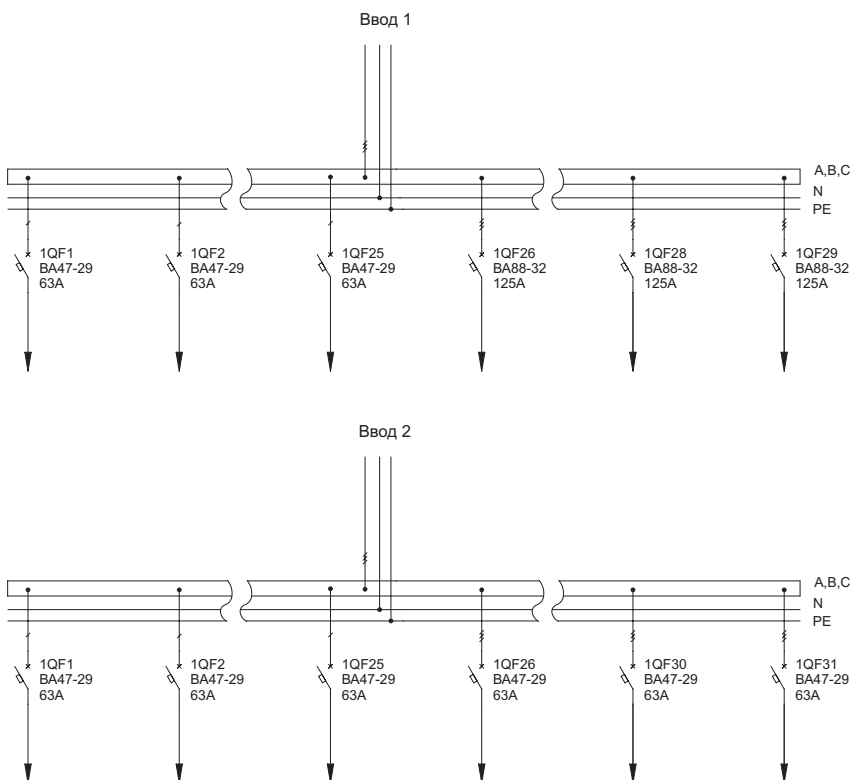 Ввод 1
A,B,C
N
PE
1QF1
ВА47-29
63А
1QF2
ВА47-29
63А
1QF25
ВА47-29
63А
1QF26
ВА88-32
125А
1QF28
ВА88-32
125А
1QF29
ВА88-32
125А
Ввод 2
A,B,C
N
PE
1QF1
ВА47-29
63А
1QF2
ВА47-29
63А
1QF25
ВА47-29
63А
1QF26
ВА47-29
63А
1QF30
ВА47-29
63А
1QF31
ВА47-29
63А